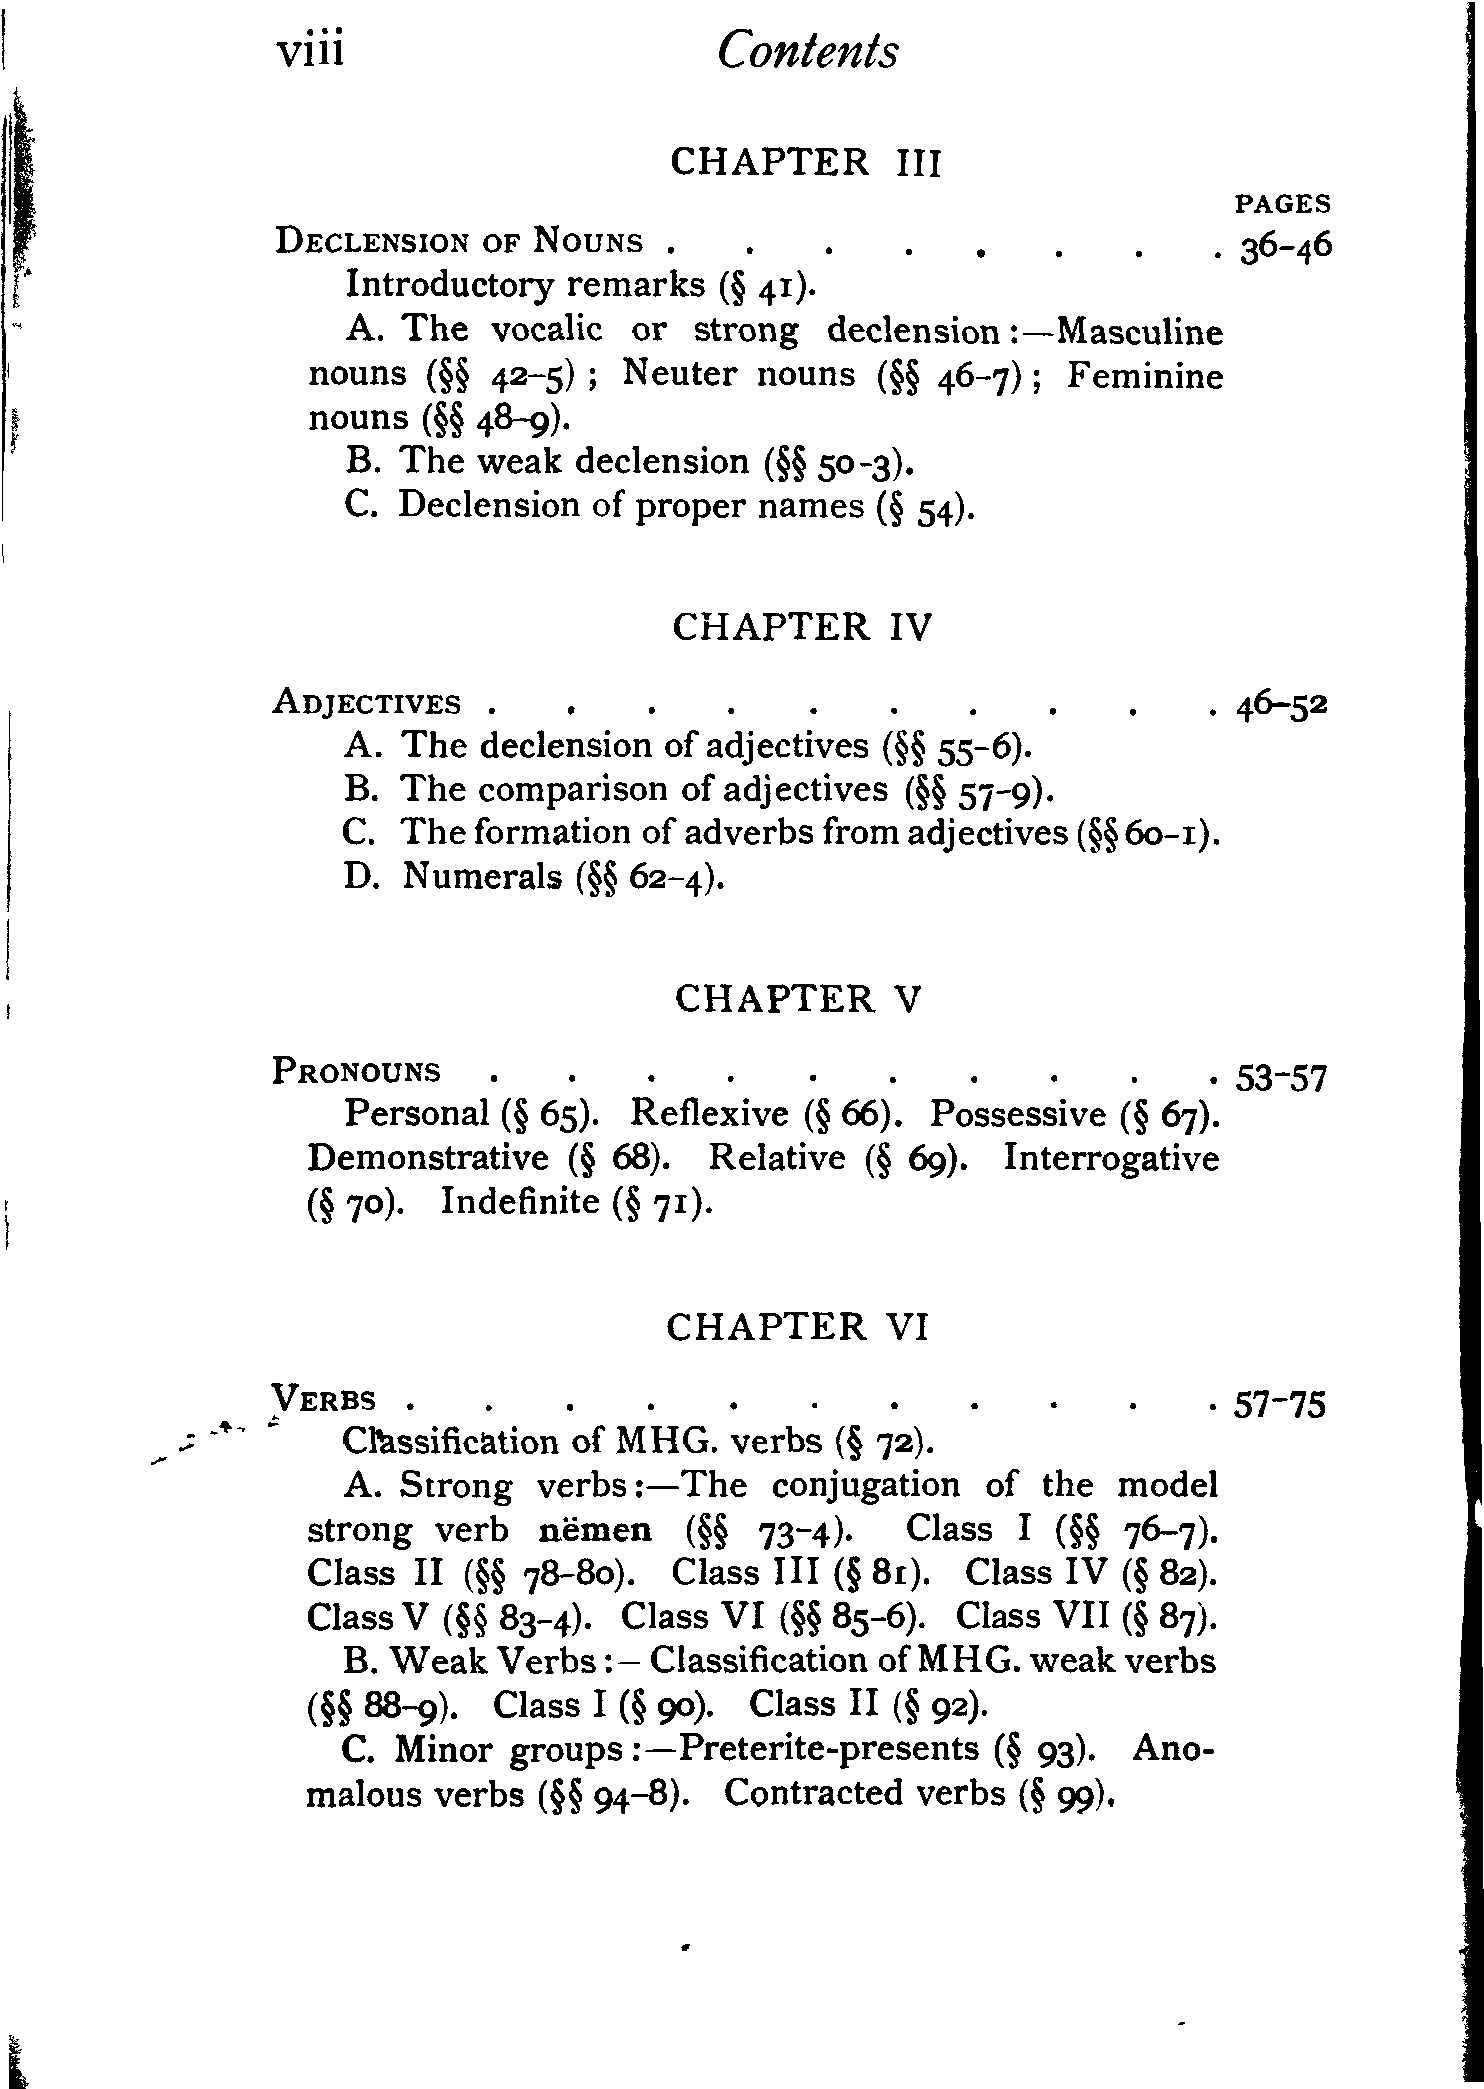 viii Contents
CHAPTER III
PAGES
DECLENSION OF NOUNS . . . . . . . . 36–46
Introductory remarks (§ 41).
A. The vocalic or strong declension :—Masculine
nouns (§§ 42–5) ; Neuter nouns (§§ 46–7) ; Feminine
nouns (§§ 48–9).
B. The weak declension (§§ 50-3).
C. Declension of proper names (§ 54).
CHAPTER IV
ADJECTIVES . . . . . . . . . . 46–52
A. The declension of adjectives (§§ 55–6).
B. The comparison of adjectives (§§ 57–9).
C. The formation of adverbs from adjectives (§§ 60–1).
D. Numerals (§§ 62–4).
CHAPTER V
PRONOUNS . . . . . . . . . . 53–57
Personal (§ 65). Reflexive (§ 66). Possessive (§ 67).
Demonstrative (§ 68). Relative (§ 69). Interrogative
(§ 70). Indefinite (§ 71).
CHAPTER VI
VERBS . . . . . . . . . . . 57–75
Classification of MHG. verbs (§ 72).
A. Strong verbs :—The conjugation of the model
strong verb nëmen (§§ 73–4). Class I (§§ 76–7).
Class II (§§ 78–80). Class III (§ 81). Class IV (§ 82).
Class V (§§ 83–4). Class VI (§§ 85–6). Class VII (§ 87).
B. Weak Verbs :– Classification of MHG. weak verbs
(§§ 88–9). Class I (§ 90). Class II (§ 92).
C. Minor groups :—Preterite-presents (§ 93). Ano-
malous verbs (§§ 94–8). Contracted verbs (§ 99).